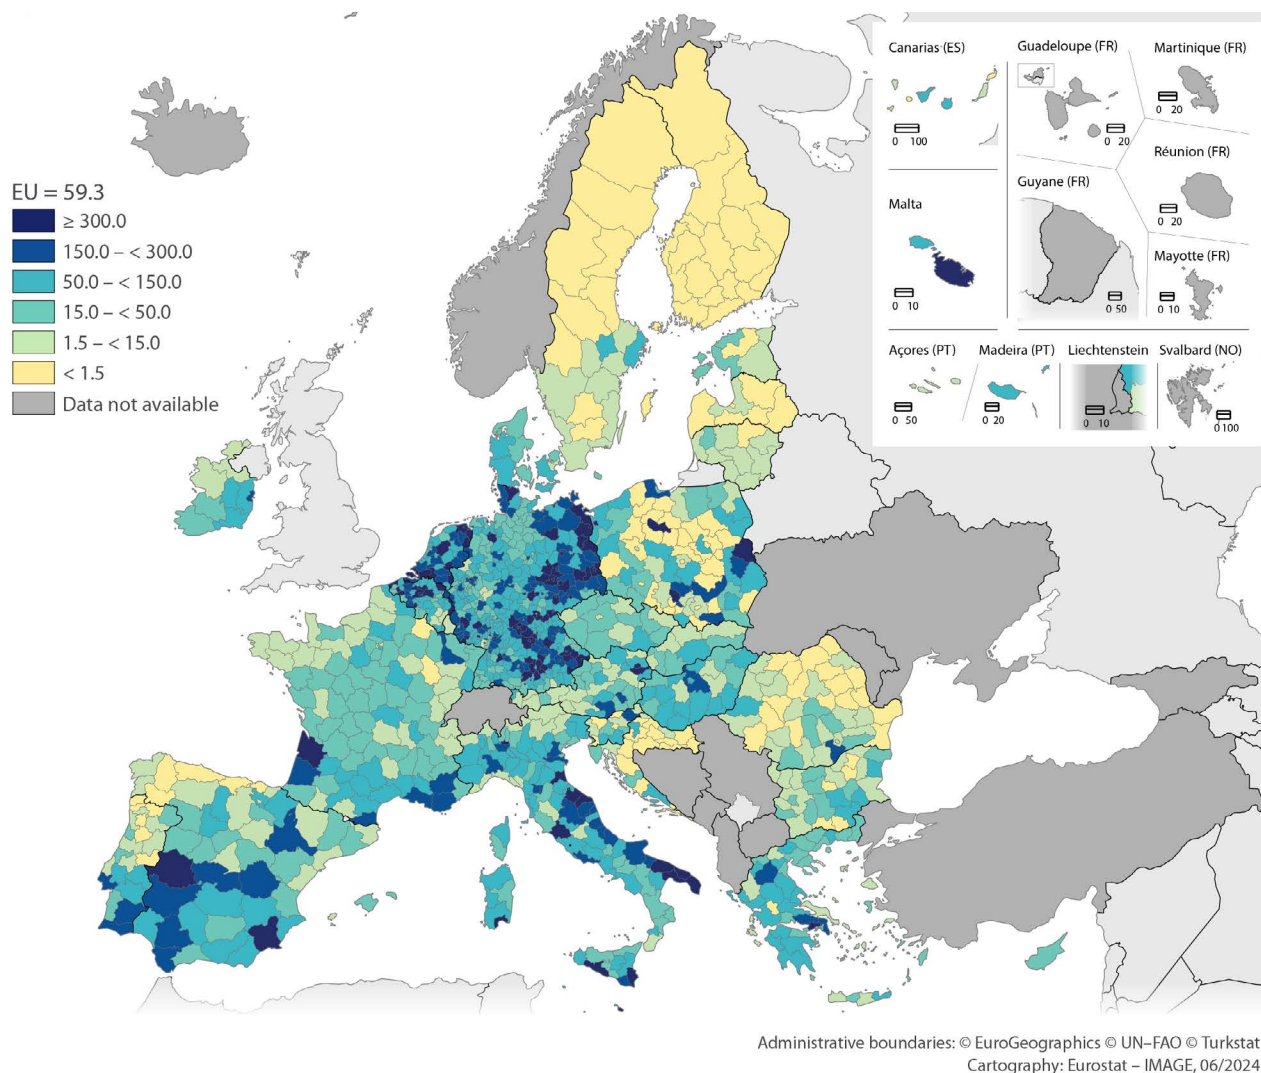 EU = 59.3
≥ 300.0
150.0 – < 300.0
50.0 – < 150.0
15.0 – < 50.0
1.5 – < 15.0
< 1.5
Data not available
Canarias (ES)
0 100
Guadeloupe (FR)
0 20
Martinique (FR)
0 20
Réunion (FR)
0 20
Guyane (FR)
0 50
Malta
0 10
Mayotte (FR)
0 10
Açores (PT)
0 50
Madeira (PT)
0 20
Liechtenstein
0 10
Svalbard (NO)
0 100
Administrative boundaries: © EuroGeographics © UN–FAO © Turkstat
Cartography: Eurostat – IMAGE, 06/2024